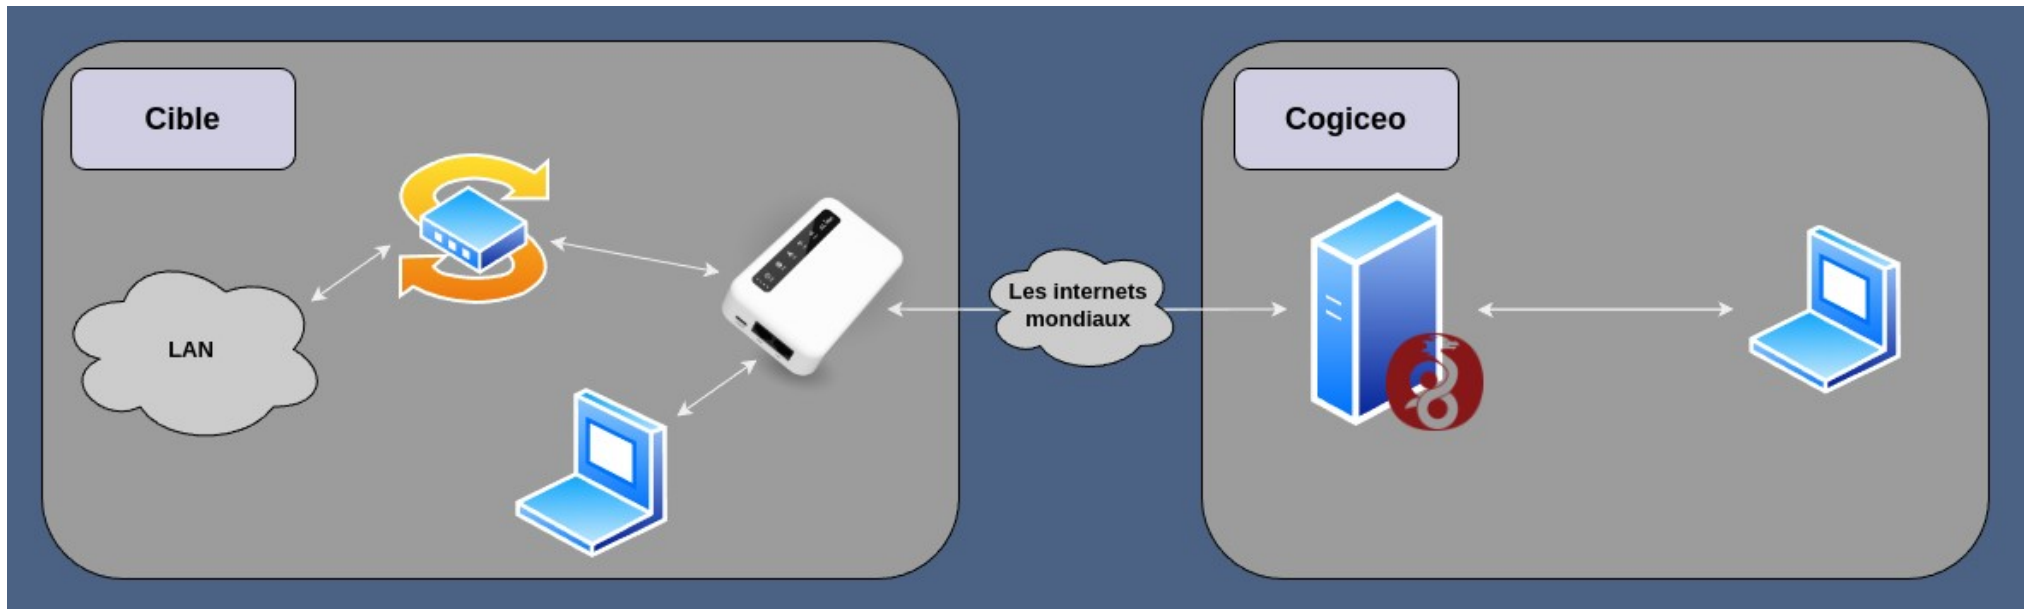 Cible
Cogiceo
Les internets
mondiaux
LAN